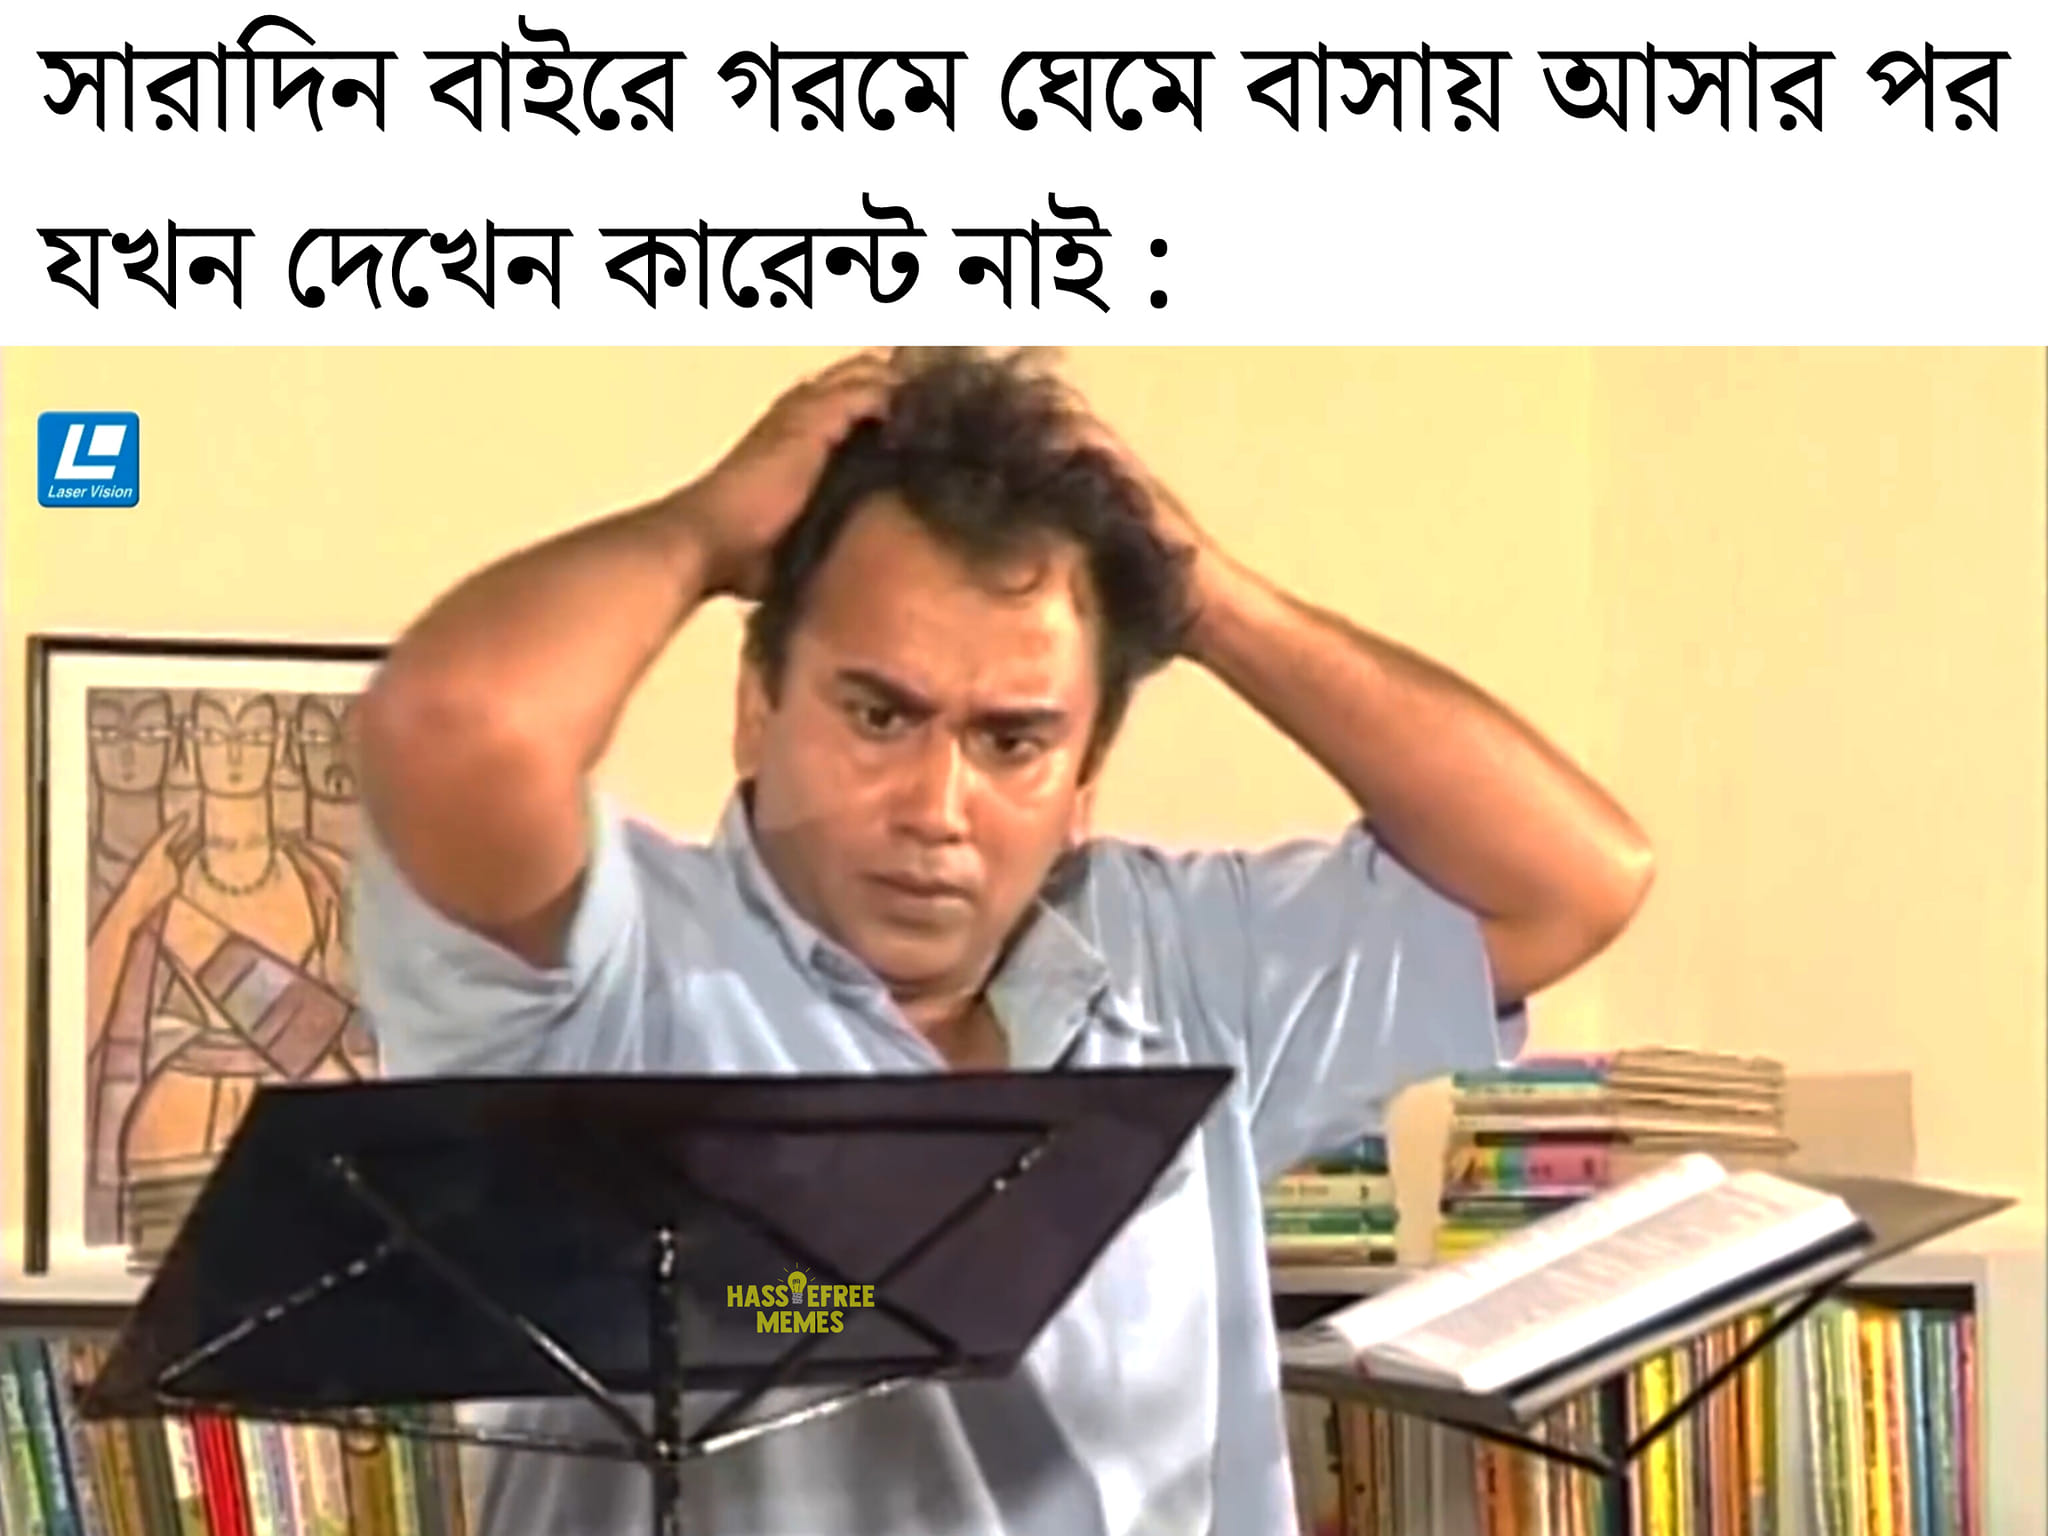 সারাদিন বাইরে গরমে ঘেমে বাসায় আসার পর
যখন দেখেন কারেন্ট নাই :
Laser Vision
HASSLEFREE
MEMES